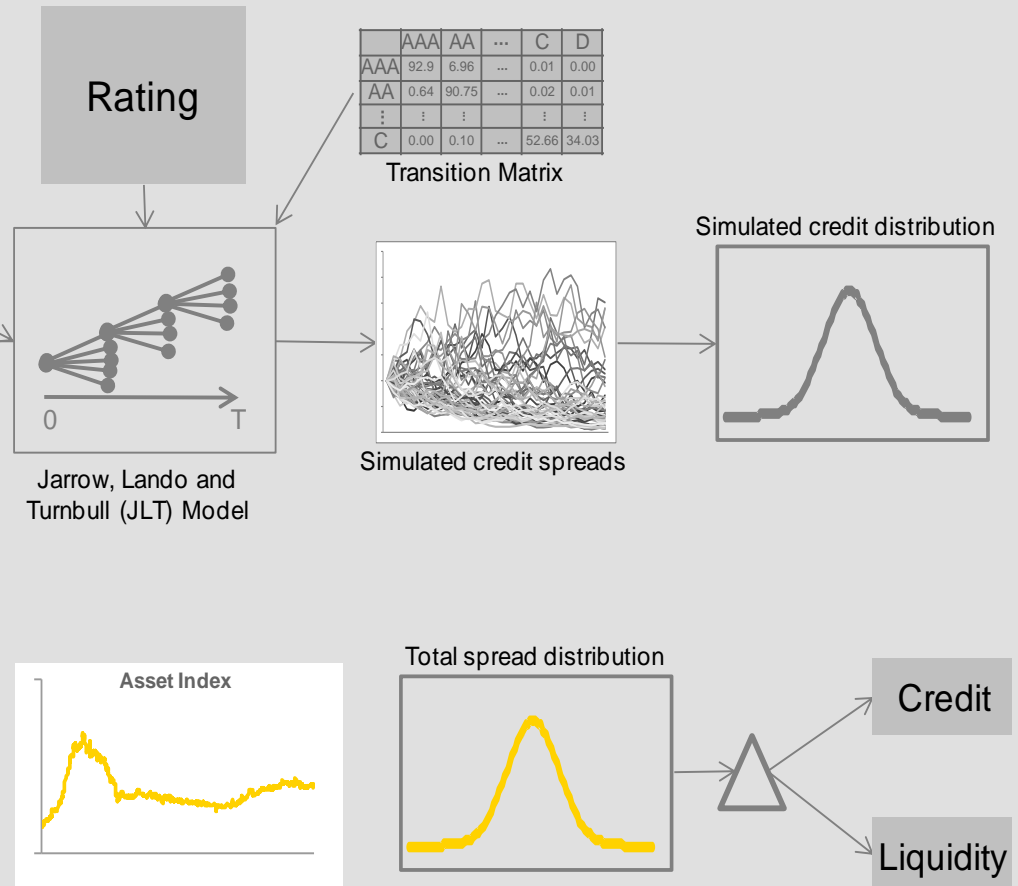 Rating
AAA AA ... C D
AAA 92.9 6.96 ... 0.01 0.00
AA 0.64 90.75 ... 0.02 0.01
⋮ ⋮ ⋮ ⋮ ⋮
C 0.00 0.10 ... 52.66 34.03
Transition Matrix
0 T
Jarrow, Lando and
Turnbull (JLT) Model
Simulated credit spreads
Simulated credit distribution
Asset Index
Total spread distribution
Credit
Liquidity